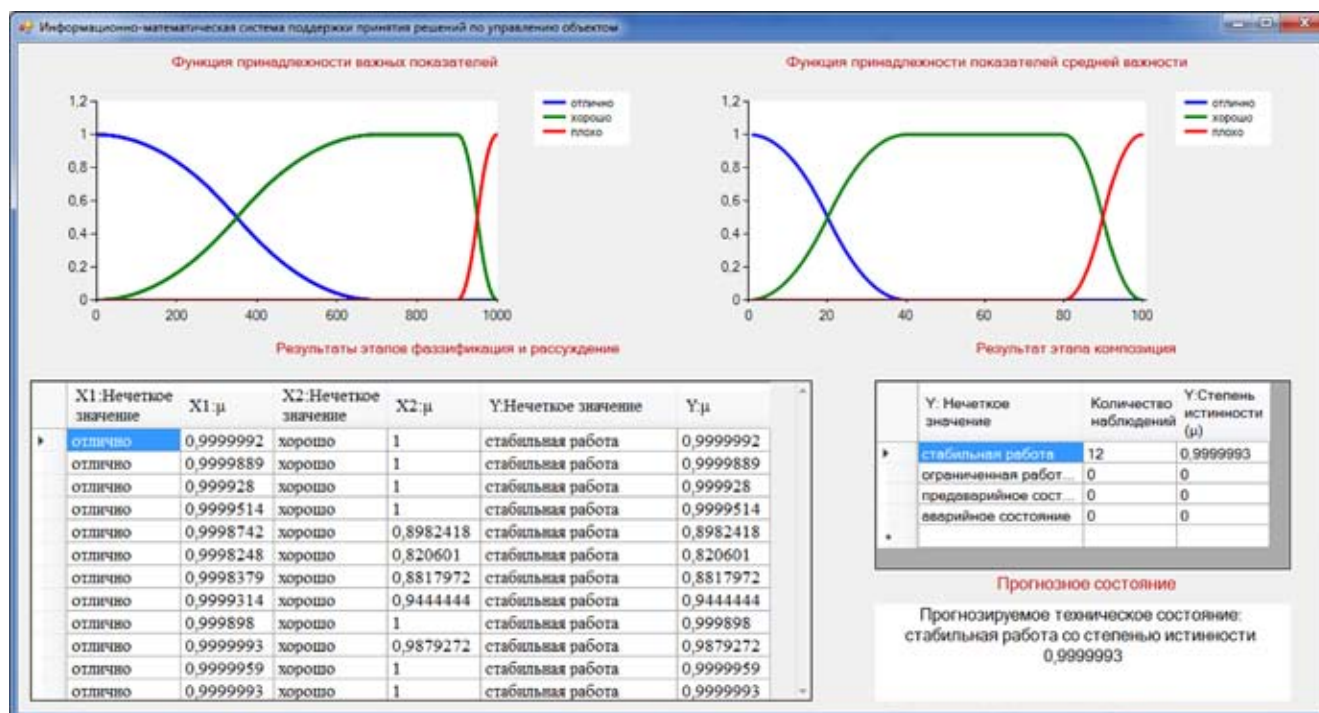 Информационно-математическая система поддержки принятия решений по управлению объектом
Функция принадлежности важных показателей
1,2
1
0,8
0,6
0,4
0,2
0
0 200 400 600 800 1000
отлично
хорошо
плохо
Функция принадлежности показателей средней важности
1,2
1
0,8
0,6
0,4
0,2
0
0 20 40 60 80 100
отлично
хорошо
плохо
Результаты этапов фаззификация и рассуждение
X1:Нечеткое значение X1:μ X2:Нечеткое значение X2:μ Y:Нечеткое значение Y:μ
отлично 0,9999992 хорошо 1 стабильная работа 0,9999992
отлично 0,9999889 хорошо 1 стабильная работа 0,9999889
отлично 0,999928 хорошо 1 стабильная работа 0,999928
отлично 0,9999514 хорошо 1 стабильная работа 0,9999514
отлично 0,9998742 хорошо 0,8982418 стабильная работа 0,8982418
отлично 0,9998248 хорошо 0,820601 стабильная работа 0,820601
отлично 0,9998379 хорошо 0,8817972 стабильная работа 0,8817972
отлично 0,9999314 хорошо 0,9444444 стабильная работа 0,9444444
отлично 0,999898 хорошо 1 стабильная работа 0,999898
отлично 0,9999993 хорошо 0,9879272 стабильная работа 0,9879272
отлично 0,9999959 хорошо 1 стабильная работа 0,9999959
отлично 0,9999993 хорошо 1 стабильная работа 0,9999993
Результат этапа композиция
Y: Нечеткое значение Количество наблюдений Y:Степень истинности (μ)
стабильная работа 12 0,9999993
ограниченная работ... 0 0
предаварийное сост... 0 0
аварийное состояние 0 0
Прогнозное состояние
Прогнозируемое техническое состояние:
стабильная работа со степенью истинности
0,9999993